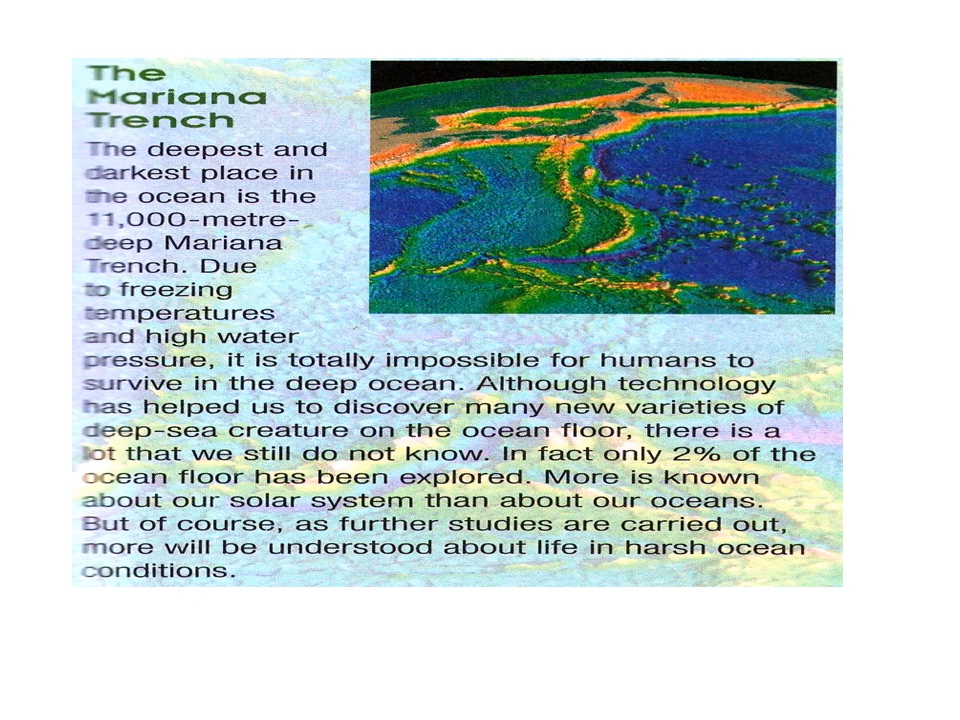 The
Mariana
Trench
The deepest and
darkest place in
the ocean is the
11,000-metre-
deep Mariana
Trench. Due
to freezing
temperatures
and high water
pressure, it is totally impossible for humans to
survive in the deep ocean. Although technology
has helped us to discover many new varieties of
deep-sea creature on the ocean floor, there is a
lot that we still do not know. In fact only 2% of the
ocean floor has been explored. More is known
about our solar system than about our oceans.
But of course, as further studies are carried out,
more will be understood about life in harsh ocean
conditions.